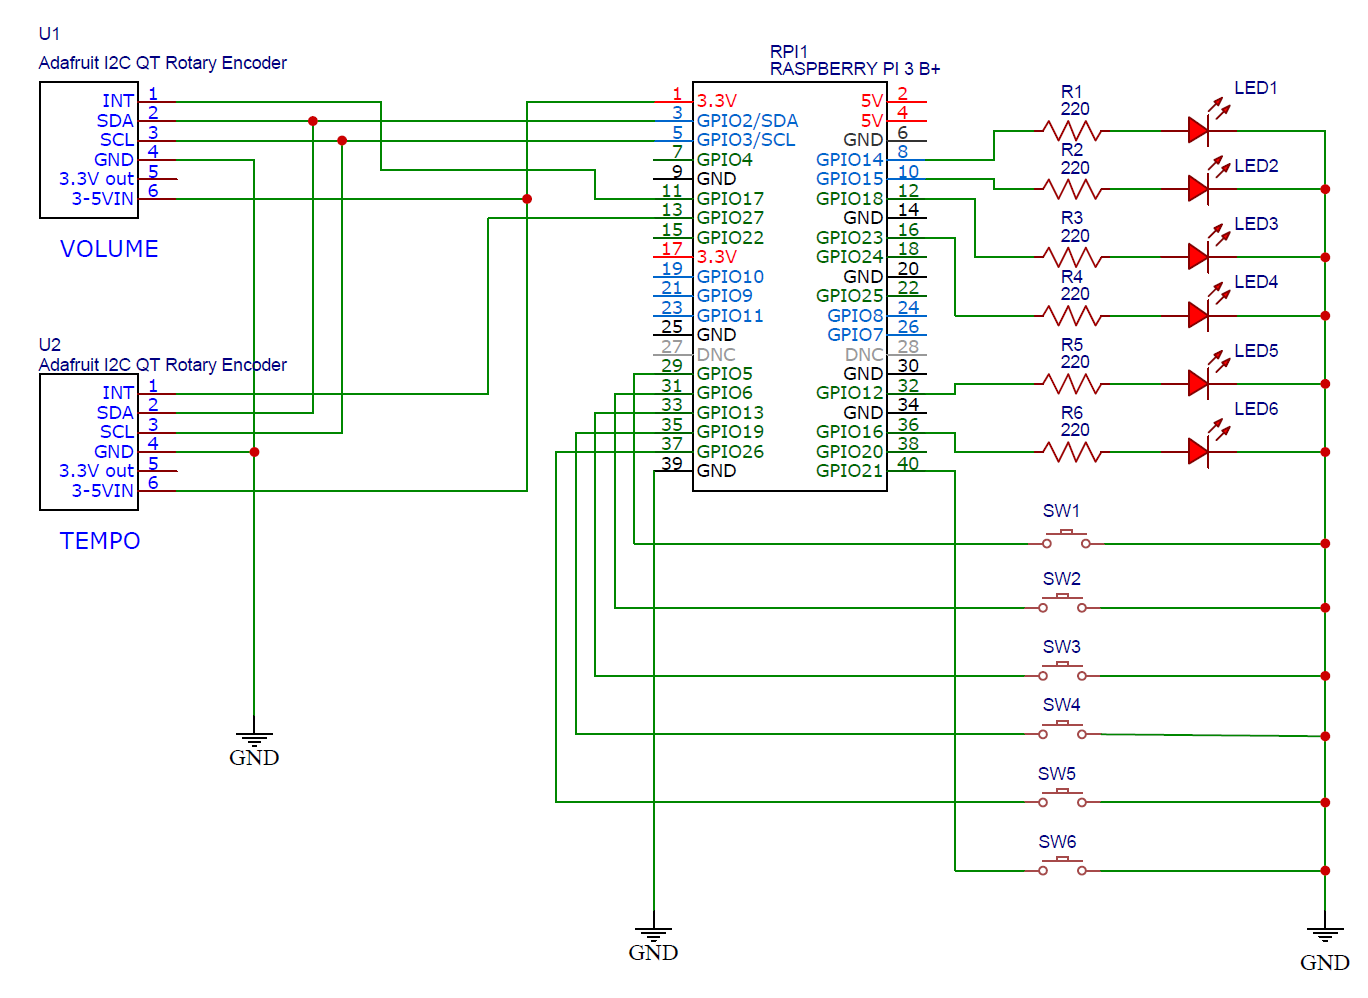 U1
Adafruit I2C QT Rotary Encoder
INT 1
SDA 2
SCL 3
GND 4
3.3V out 5
3-5VIN 6
VOLUME
U2
Adafruit I2C QT Rotary Encoder
INT 1
SDA 2
SCL 3
GND 4
3.3V out 5
3-5VIN 6
TEMPO
GND
RPI1
RASPBERRY PI 3 B+
1 3.3V 5V 2
3 GPIO2/SDA 5V 4
5 GPIO3/SCL GND 6
7 GPIO4 GPIO14 8
9 GND GPIO15 10
11 GPIO17 GPIO18 12
13 GPIO27 GND 14
15 GPIO22 GPIO23 16
17 3.3V GPIO24 18
19 GPIO10 GND 20
21 GPIO9 GPIO25 22
23 GPIO11 GPIO8 24
25 GND GPIO7 26
27 DNC DNC 28
29 GPIO5 GND 30
31 GPIO6 GPIO12 32
33 GPIO13 GND 34
35 GPIO19 GPIO16 36
37 GPIO26 GPIO20 38
39 GND GPIO21 40
GND
R1
220
LED1
R2
220
LED2
R3
220
LED3
R4
220
LED4
R5
220
LED5
R6
220
LED6
SW1
SW2
SW3
SW4
SW5
SW6
GND